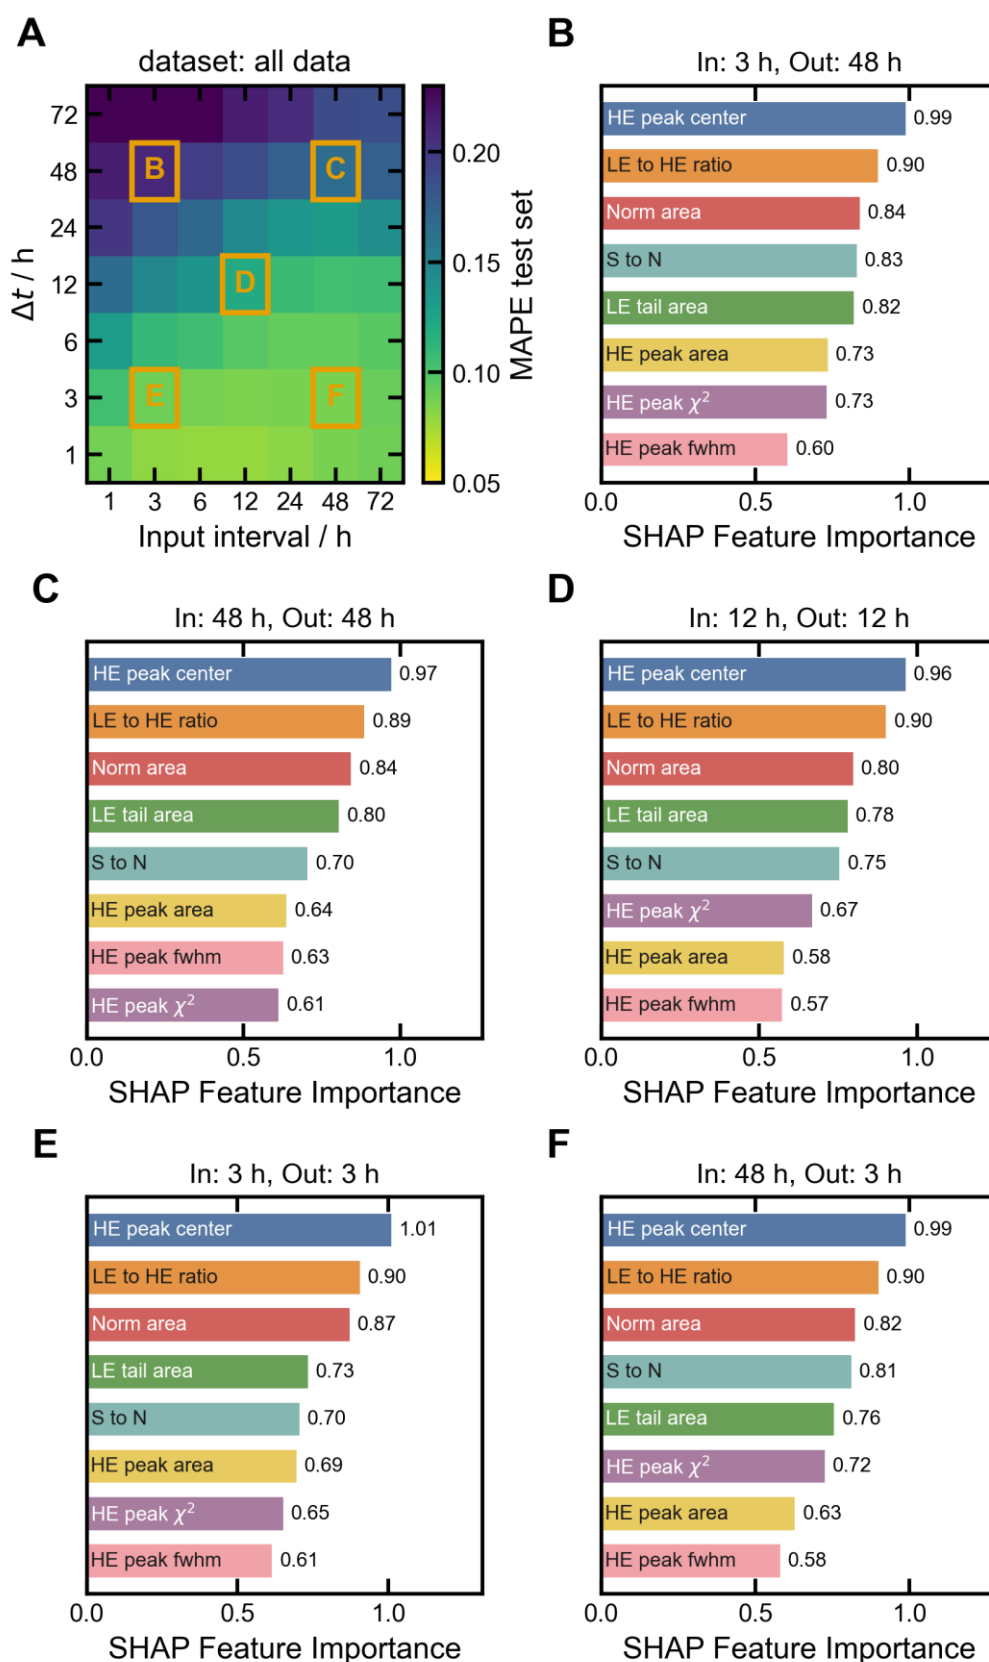 A
dataset: all data
72
48
24
12
6
3
1
Δt / h
B
C
D
E
F
1 3 6 12 24 48 72
Input interval / h
0.20
0.15
0.10
0.05
MAPE test set
B
In: 3 h, Out: 48 h
HE peak center 0.99
LE to HE ratio 0.90
Norm area 0.84
S to N 0.83
LE tail area 0.82
HE peak area 0.73
HE peak χ² 0.73
HE peak fwhm 0.60
0.0 0.5 1.0
SHAP Feature Importance
C
In: 48 h, Out: 48 h
HE peak center 0.97
LE to HE ratio 0.89
Norm area 0.84
LE tail area 0.80
S to N 0.70
HE peak area 0.64
HE peak fwhm 0.63
HE peak χ² 0.61
0.0 0.5 1.0
SHAP Feature Importance
D
In: 12 h, Out: 12 h
HE peak center 0.96
LE to HE ratio 0.90
Norm area 0.80
LE tail area 0.78
S to N 0.75
HE peak χ² 0.67
HE peak area 0.58
HE peak fwhm 0.57
0.0 0.5 1.0
SHAP Feature Importance
E
In: 3 h, Out: 3 h
HE peak center 1.01
LE to HE ratio 0.90
Norm area 0.87
LE tail area 0.73
S to N 0.70
HE peak area 0.69
HE peak χ² 0.65
HE peak fwhm 0.61
0.0 0.5 1.0
SHAP Feature Importance
F
In: 48 h, Out: 3 h
HE peak center 0.99
LE to HE ratio 0.90
Norm area 0.82
S to N 0.81
LE tail area 0.76
HE peak χ² 0.72
HE peak area 0.63
HE peak fwhm 0.58
0.0 0.5 1.0
SHAP Feature Importance